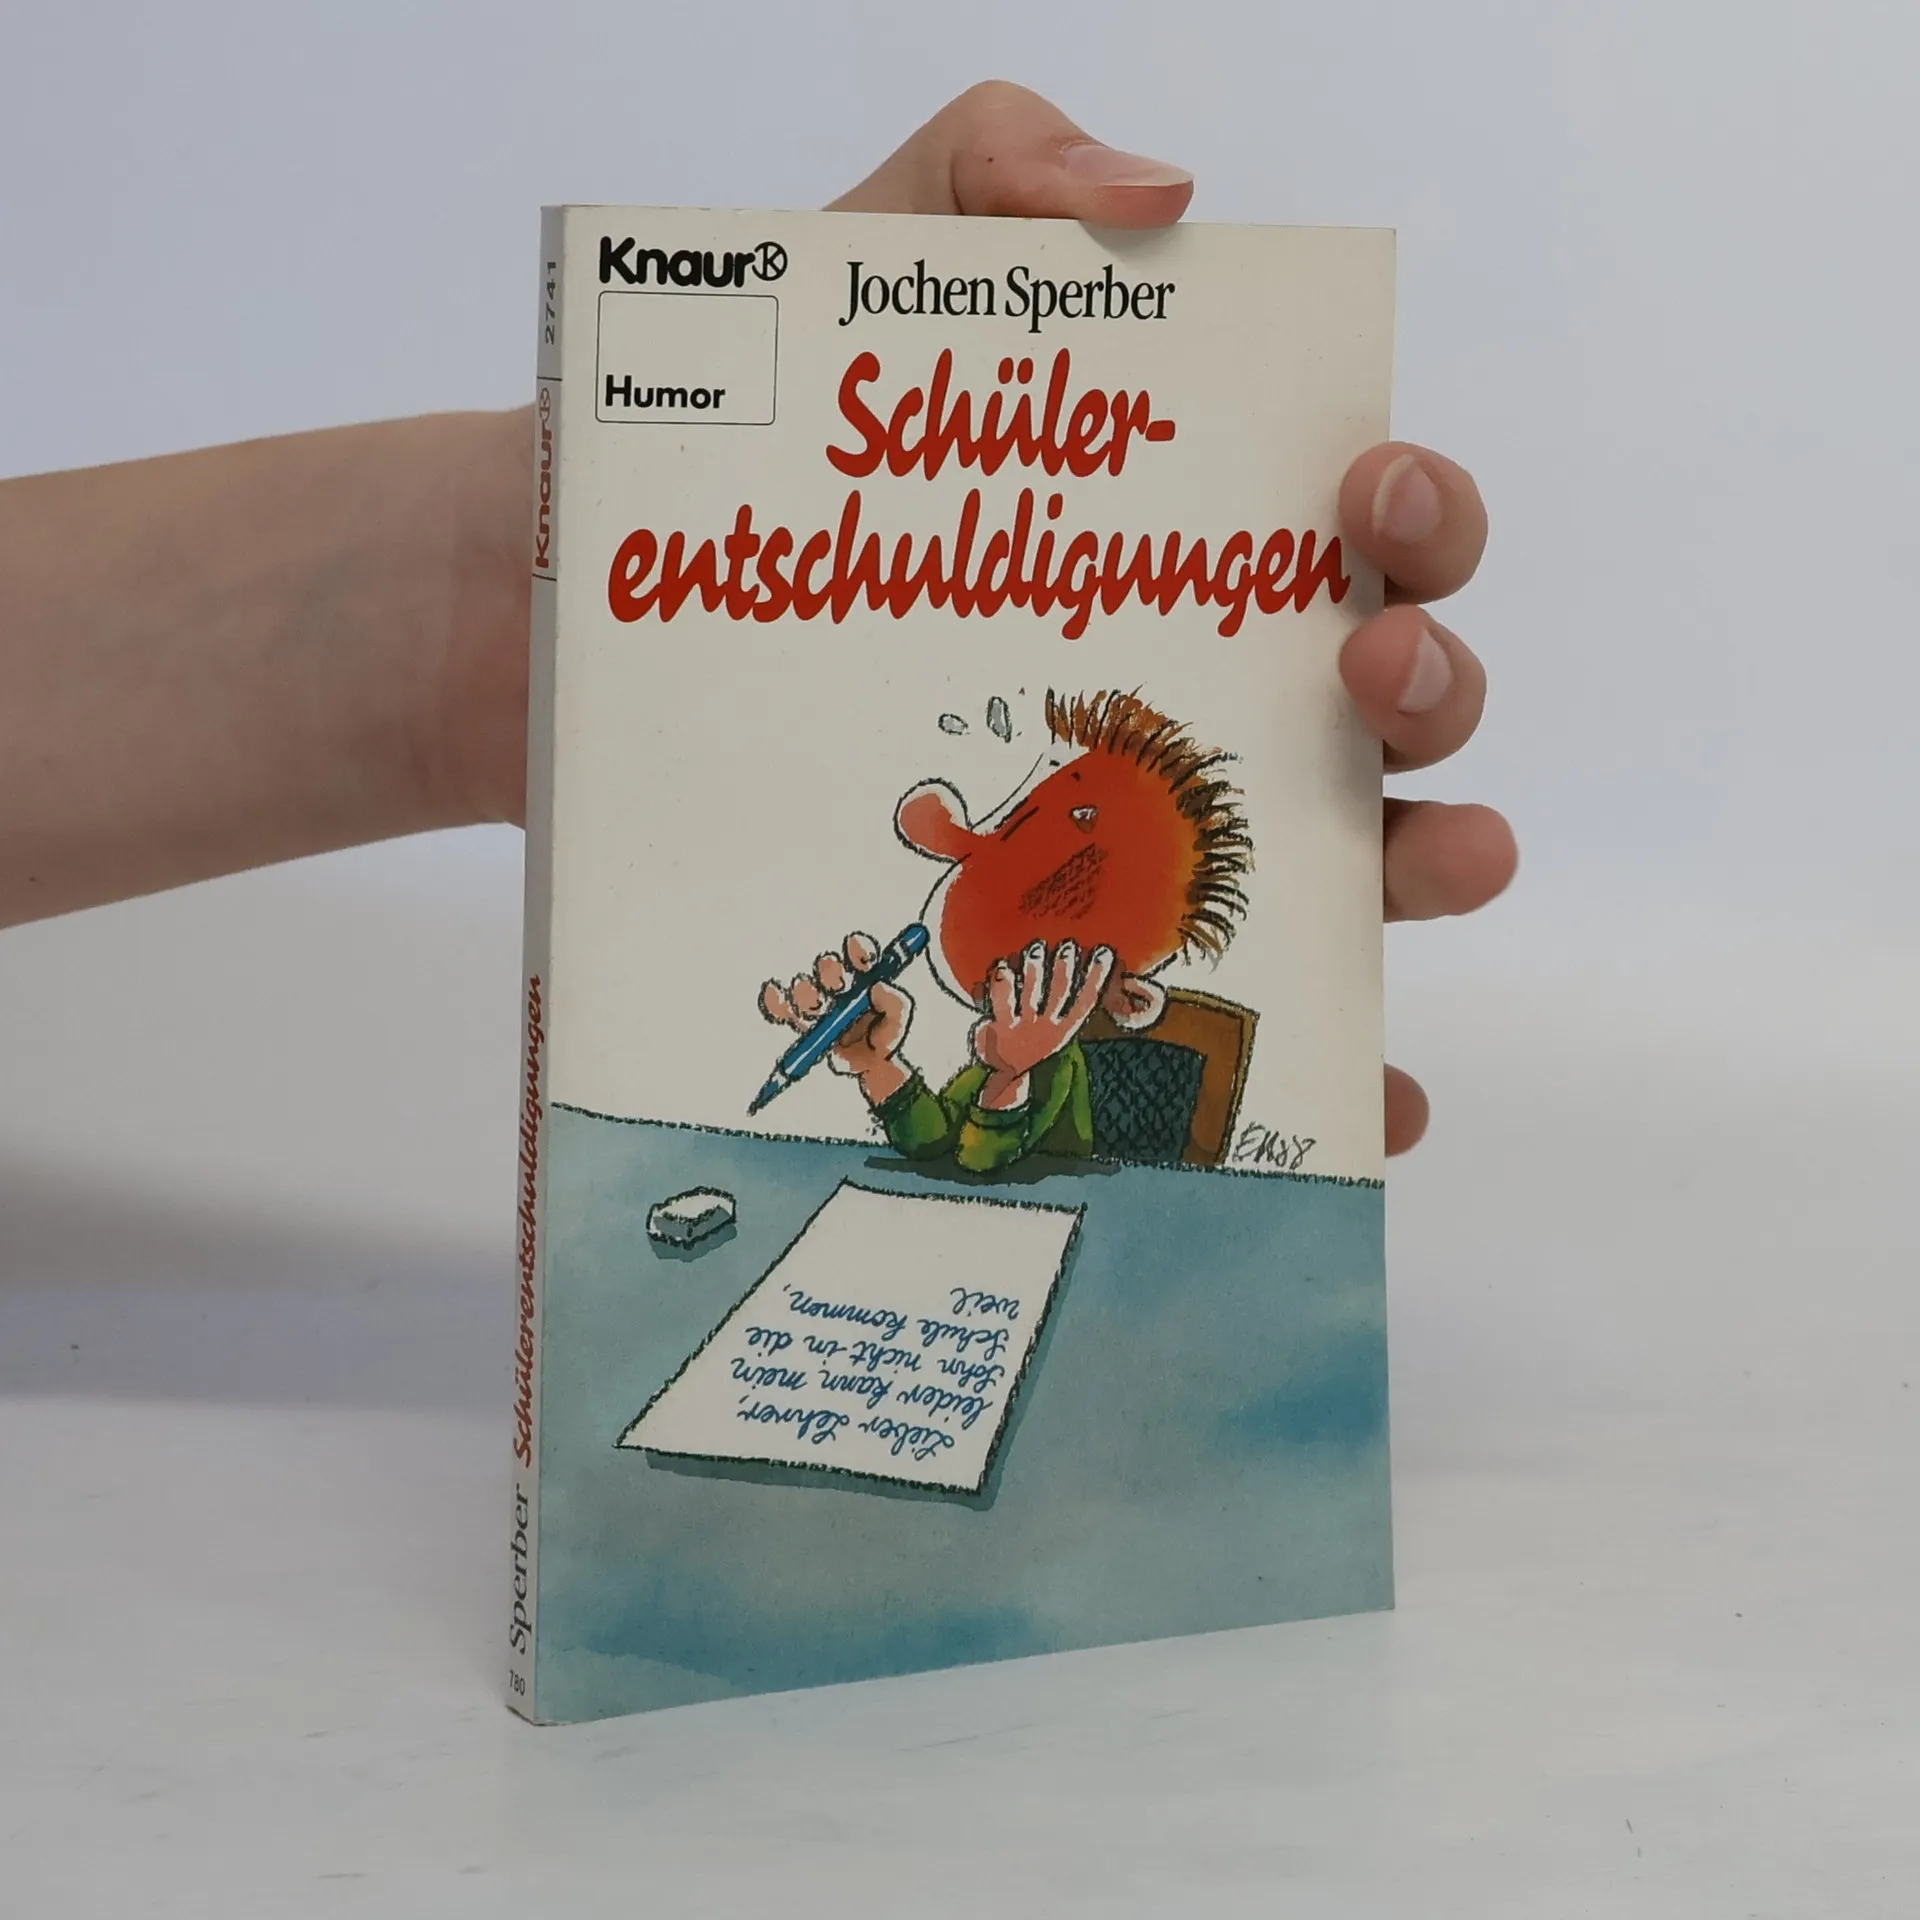 Knaur
Humor
Jochen Sperber
Schüler-
entschuldigungen
Lieber Lehrer,
leider kann mein
Sohn nicht in die
Schule kommen,
weil
2741
Knaur
Schülerentschuldigungen
Sperber
780